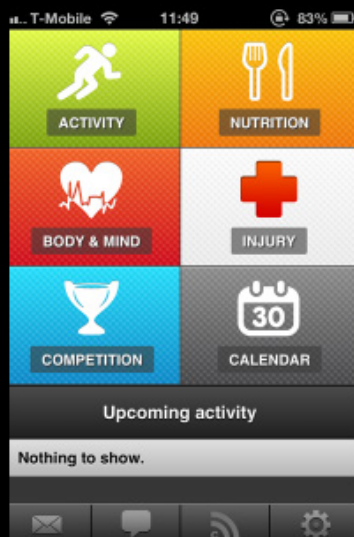 T-Mobile 11:49 83%
ACTIVITY NUTRITION
BODY & MIND INJURY
30
COMPETITION CALENDAR
Upcoming activity
Nothing to show.